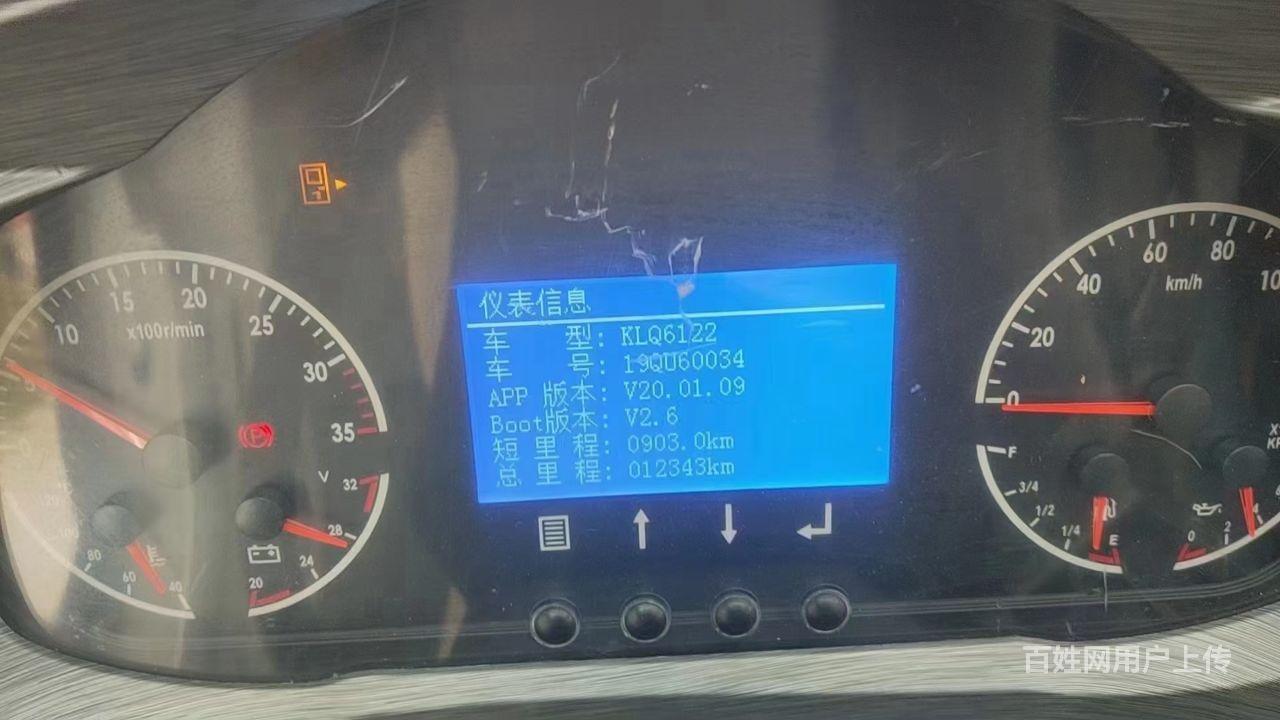 仪表信息
车 型: KLQ6122
车 号: 19QU60034
APP 版本: V20.01.09
Boot版本: V2.6
短 里 程: 0903.0km
总 里 程: 012343km
10 15 20 25 30 35
x100r/min
V 32 28 24 20
100 80 60 40
0 20 40 60 80
km/h
F 3/4 1/2 1/4 E
0 2 4
P
百姓网用户上传